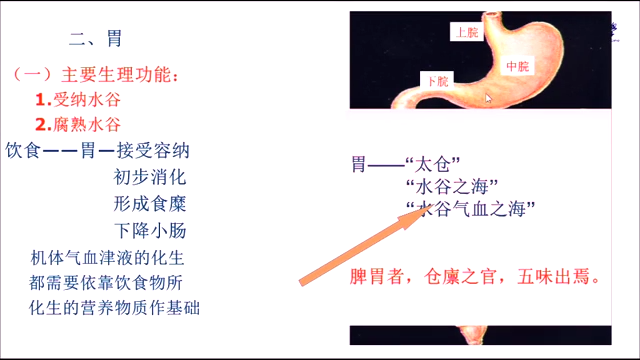 二、胃
（一）主要生理功能：
1.受纳水谷
2.腐熟水谷
饮食——胃—接受容纳
初步消化
形成食糜
下降小肠
机体气血津液的化生
都需要依靠饮食物所
化生的营养物质作基础
上脘
中脘
下脘
胃——“太仓”
“水谷之海”
“水谷气血之海”
脾胃者，仓廪之官，五味出焉。